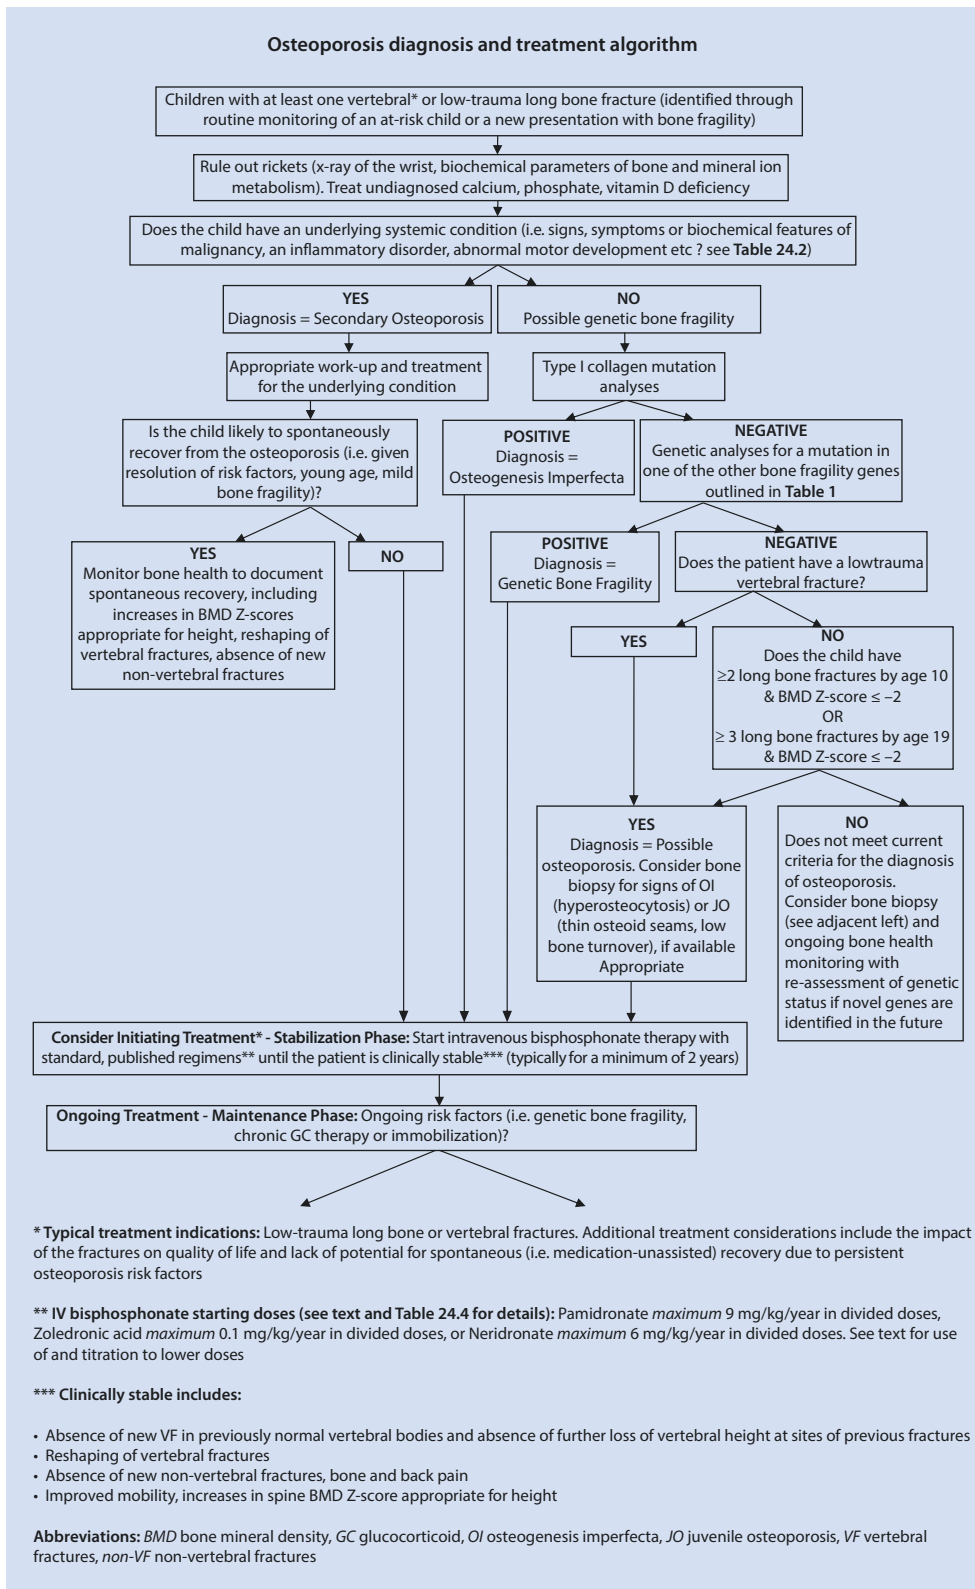 Osteoporosis diagnosis and treatment algorithm
Children with at least one vertebral* or low-trauma long bone fracture (identified through
routine monitoring of an at-risk child or a new presentation with bone fragility)
Rule out rickets (x-ray of the wrist, biochemical parameters of bone and mineral ion
metabolism). Treat undiagnosed calcium, phosphate, vitamin D deficiency
Does the child have an underlying systemic condition (i.e. signs, symptoms or biochemical features of
malignancy, an inflammatory disorder, abnormal motor development etc ? see Table 24.2)
YES
Diagnosis = Secondary Osteoporosis
NO
Possible genetic bone fragility
Appropriate work-up and treatment
for the underlying condition
Type I collagen mutation
analyses
Is the child likely to spontaneously
recover from the osteoporosis (i.e. given
resolution of risk factors, young age, mild
bone fragility)?
POSITIVE
Diagnosis =
Osteogenesis Imperfecta
NEGATIVE
Genetic analyses for a mutation in
one of the other bone fragility genes
outlined in Table 1
YES
Monitor bone health to document
spontaneous recovery, including
increases in BMD Z-scores
appropriate for height, reshaping of
vertebral fractures, absence of new
non-vertebral fractures
NO
POSITIVE
Diagnosis =
Genetic Bone Fragility
NEGATIVE
Does the patient have a lowtrauma
vertebral fracture?
YES
NO
Does the child have
≥2 long bone fractures by age 10
& BMD Z-score ≤ –2
OR
≥ 3 long bone fractures by age 19
& BMD Z-score ≤ –2
YES
Diagnosis = Possible
osteoporosis. Consider bone
biopsy for signs of OI
(hyperosteocytosis) or JO
(thin osteoid seams, low
bone turnover), if available
Appropriate
NO
Does not meet current
criteria for the diagnosis
of osteoporosis.
Consider bone biopsy
(see adjacent left) and
ongoing bone health
monitoring with
re-assessment of genetic
status if novel genes are
identified in the future
Consider Initiating Treatment* - Stabilization Phase: Start intravenous bisphosphonate therapy with
standard, published regimens** until the patient is clinically stable*** (typically for a minimum of 2 years)
Ongoing Treatment - Maintenance Phase: Ongoing risk factors (i.e. genetic bone fragility,
chronic GC therapy or immobilization)?
* Typical treatment indications: Low-trauma long bone or vertebral fractures. Additional treatment considerations include the impact
of the fractures on quality of life and lack of potential for spontaneous (i.e. medication-unassisted) recovery due to persistent
osteoporosis risk factors
** IV bisphosphonate starting doses (see text and Table 24.4 for details): Pamidronate maximum 9 mg/kg/year in divided doses,
Zoledronic acid maximum 0.1 mg/kg/year in divided doses, or Neridronate maximum 6 mg/kg/year in divided doses. See text for use
of and titration to lower doses
*** Clinically stable includes:
• Absence of new VF in previously normal vertebral bodies and absence of further loss of vertebral height at sites of previous fractures
• Reshaping of vertebral fractures
• Absence of new non-vertebral fractures, bone and back pain
• Improved mobility, increases in spine BMD Z-score appropriate for height
Abbreviations: BMD bone mineral density, GC glucocorticoid, OI osteogenesis imperfecta, JO juvenile osteoporosis, VF vertebral
fractures, non-VF non-vertebral fractures